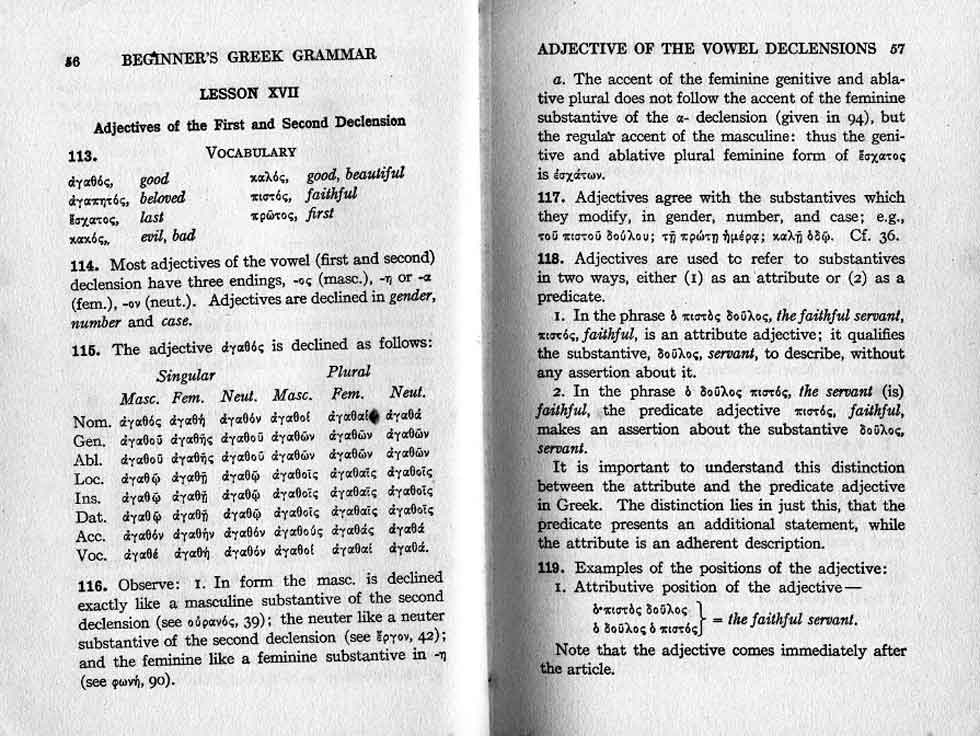 56 BEGINNER'S GREEK GRAMMAR
LESSON XVII
Adjectives of the First and Second Declension
113. VOCABULARY
ἀγαθός, good καλός, good, beautiful
ἀγαπητός, beloved πιστός, faithful
ἔσχατος, last πρῶτος, first
κακός, evil, bad
114. Most adjectives of the vowel (first and second)
declension have three endings, -ος (masc.), -η or -α
(fem.), -ον (neut.). Adjectives are declined in gender,
number and case.
115. The adjective ἀγαθός is declined as follows:
Singular Plural
Masc. Fem. Neut. Masc. Fem. Neut.
Nom. ἀγαθός ἀγαθή ἀγαθόν ἀγαθοί ἀγαθαί ἀγαθά
Gen. ἀγαθοῦ ἀγαθῆς ἀγαθοῦ ἀγαθῶν ἀγαθῶν ἀγαθῶν
Abl. ἀγαθοῦ ἀγαθῆς ἀγαθοῦ ἀγαθῶν ἀγαθῶν ἀγαθῶν
Loc. ἀγαθῷ ἀγαθῇ ἀγαθῷ ἀγαθοῖς ἀγαθαῖς ἀγαθοῖς
Ins. ἀγαθῷ ἀγαθῇ ἀγαθῷ ἀγαθοῖς ἀγαθαῖς ἀγαθοῖς
Dat. ἀγαθῷ ἀγαθῇ ἀγαθῷ ἀγαθοῖς ἀγαθαῖς ἀγαθοῖς
Acc. ἀγαθόν ἀγαθήν ἀγαθόν ἀγαθούς ἀγαθάς ἀγαθά
Voc. ἀγαθέ ἀγαθή ἀγαθόν ἀγαθοί ἀγαθαί ἀγαθά.
116. Observe: 1. In form the masc. is declined
exactly like a masculine substantive of the second
declension (see οὐρανός, 39); the neuter like a neuter
substantive of the second declension (see ἔργον, 42);
and the feminine like a feminine substantive in -η
(see φωνή, 90).
ADJECTIVE OF THE VOWEL DECLENSIONS 57
a. The accent of the feminine genitive and abla-
tive plural does not follow the accent of the feminine
substantive of the α- declension (given in 94), but
the regular accent of the masculine: thus the geni-
tive and ablative plural feminine form of ἔσχατος
is ἐσχάτων.
117. Adjectives agree with the substantives which
they modify, in gender, number, and case; e.g.,
τοῦ πιστοῦ δούλου; τῇ πρώτῃ ἡμέρᾳ; καλῇ ὁδῷ. Cf. 36.
118. Adjectives are used to refer to substantives
in two ways, either (1) as an attribute or (2) as a
predicate.
1. In the phrase ὁ πιστὸς δοῦλος, the faithful servant,
πιστός, faithful, is an attribute adjective; it qualifies
the substantive, δοῦλος, servant, to describe, without
any assertion about it.
2. In the phrase ὁ δοῦλος πιστός, the servant (is)
faithful, the predicate adjective πιστός, faithful,
makes an assertion about the substantive δοῦλος,
servant.
It is important to understand this distinction
between the attribute and the predicate adjective
in Greek. The distinction lies in just this, that the
predicate presents an additional statement, while
the attribute is an adherent description.
119. Examples of the positions of the adjective:
1. Attributive position of the adjective—
ὁ πιστὸς δοῦλος
ὁ δοῦλος ὁ πιστός } = the faithful servant.
Note that the adjective comes immediately after
the article.